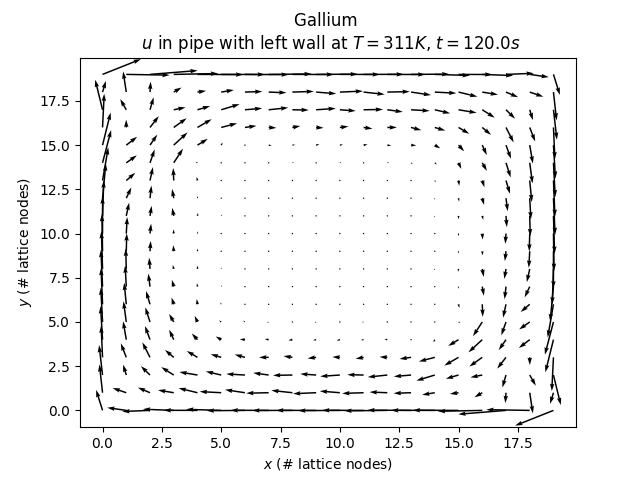 Gallium
u in pipe with left wall at T = 311K, t = 120.0s
17.5
15.0
12.5
10.0
7.5
5.0
2.5
0.0
y (# lattice nodes)
0.0 2.5 5.0 7.5 10.0 12.5 15.0 17.5
x (# lattice nodes)